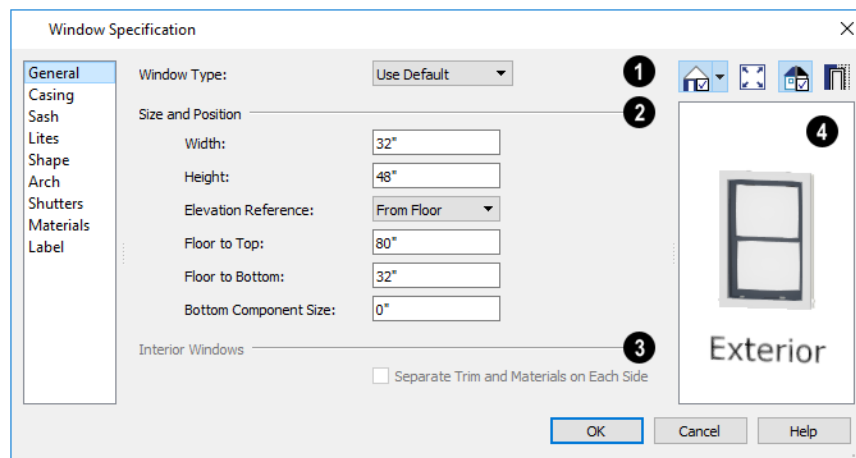 Window Specification
General
Casing
Sash
Lites
Shape
Arch
Shutters
Materials
Label
Window Type: Use Default 1
Size and Position 2
Width: 32"
Height: 48"
Elevation Reference: From Floor
Floor to Top: 80"
Floor to Bottom: 32"
Bottom Component Size: 0"
Interior Windows 3
Separate Trim and Materials on Each Side
4
Exterior
OK Cancel Help